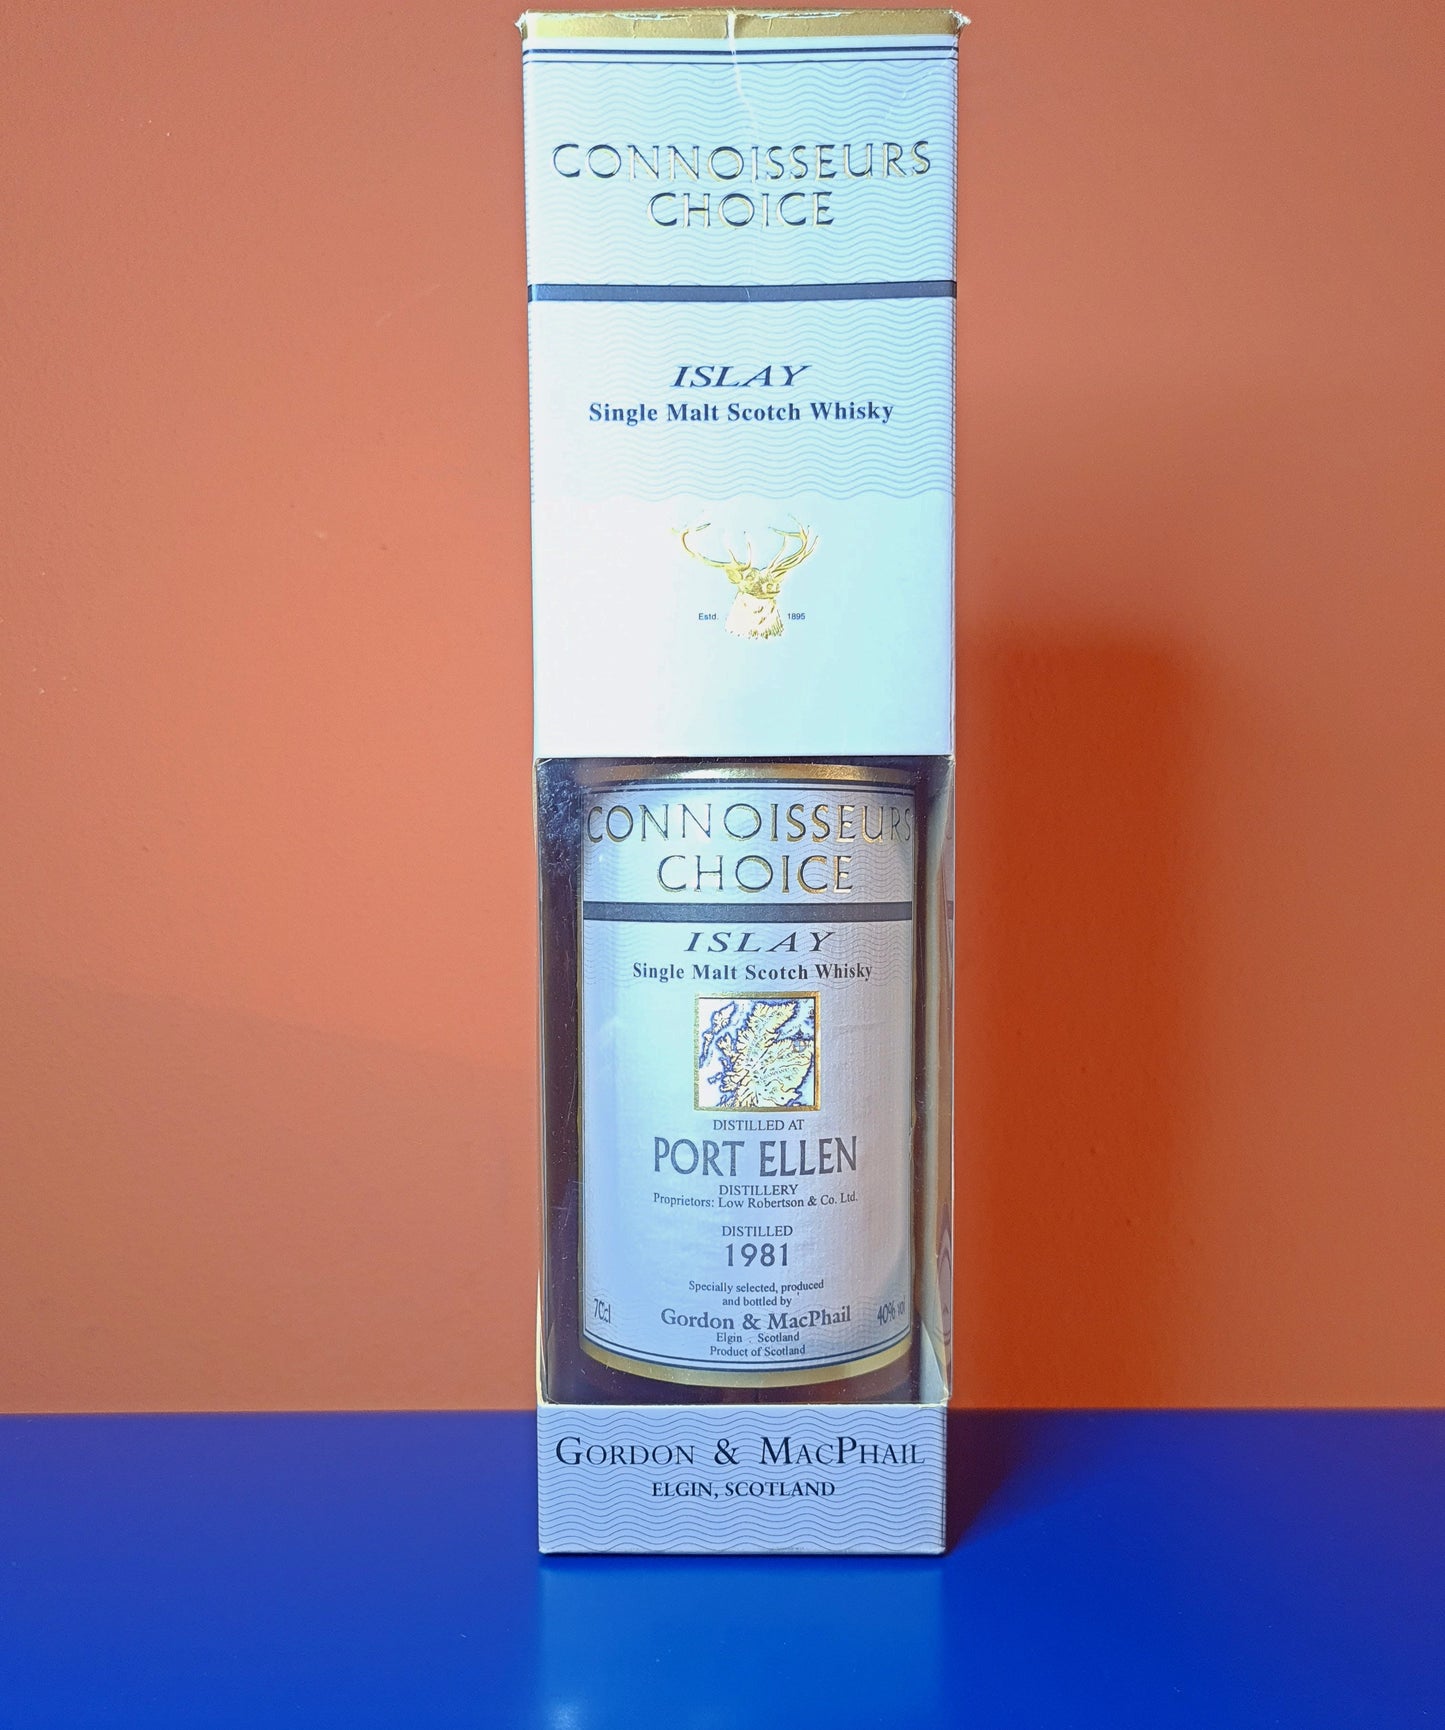 CONNOISSEURS
CHOICE
ISLAY
Single Malt Scotch Whisky
Estd. 1895
CONNOISSEURS
CHOICE
ISLAY
Single Malt Scotch Whisky
DISTILLED AT
PORT ELLEN
DISTILLERY
Proprietors: Low Robertson & Co. Ltd.
DISTILLED
1981
Specially selected, produced
and bottled by
70cl Gordon & MacPhail 40% vol
Elgin . Scotland
Product of Scotland
GORDON & MACPHAIL
ELGIN, SCOTLAND